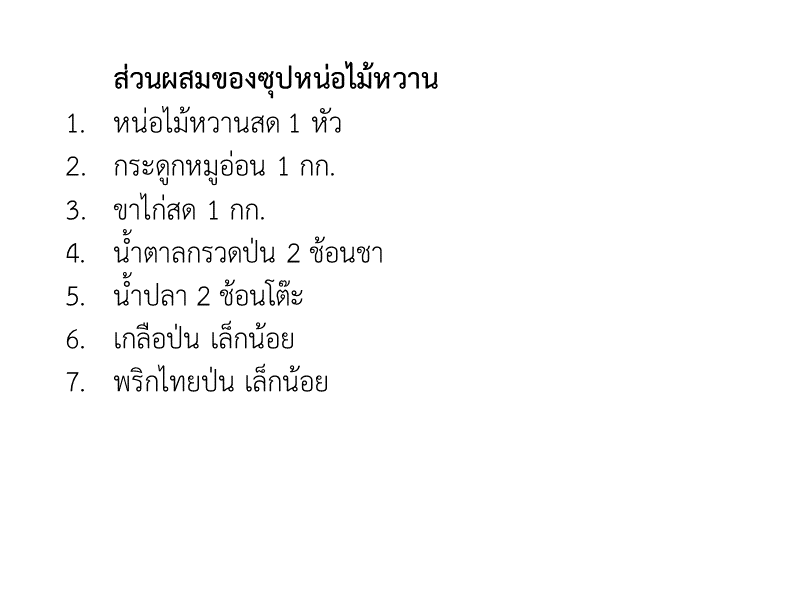 ส่วนผสมของซุปหน่อไม้หวาน
1. หน่อไม้หวานสด 1 หัว
2. กระดูกหมูอ่อน 1 กก.
3. ขาไก่สด 1 กก.
4. น้ำตาลกรวดป่น 2 ช้อนชา
5. น้ำปลา 2 ช้อนโต๊ะ
6. เกลือป่น เล็กน้อย
7. พริกไทยป่น เล็กน้อย